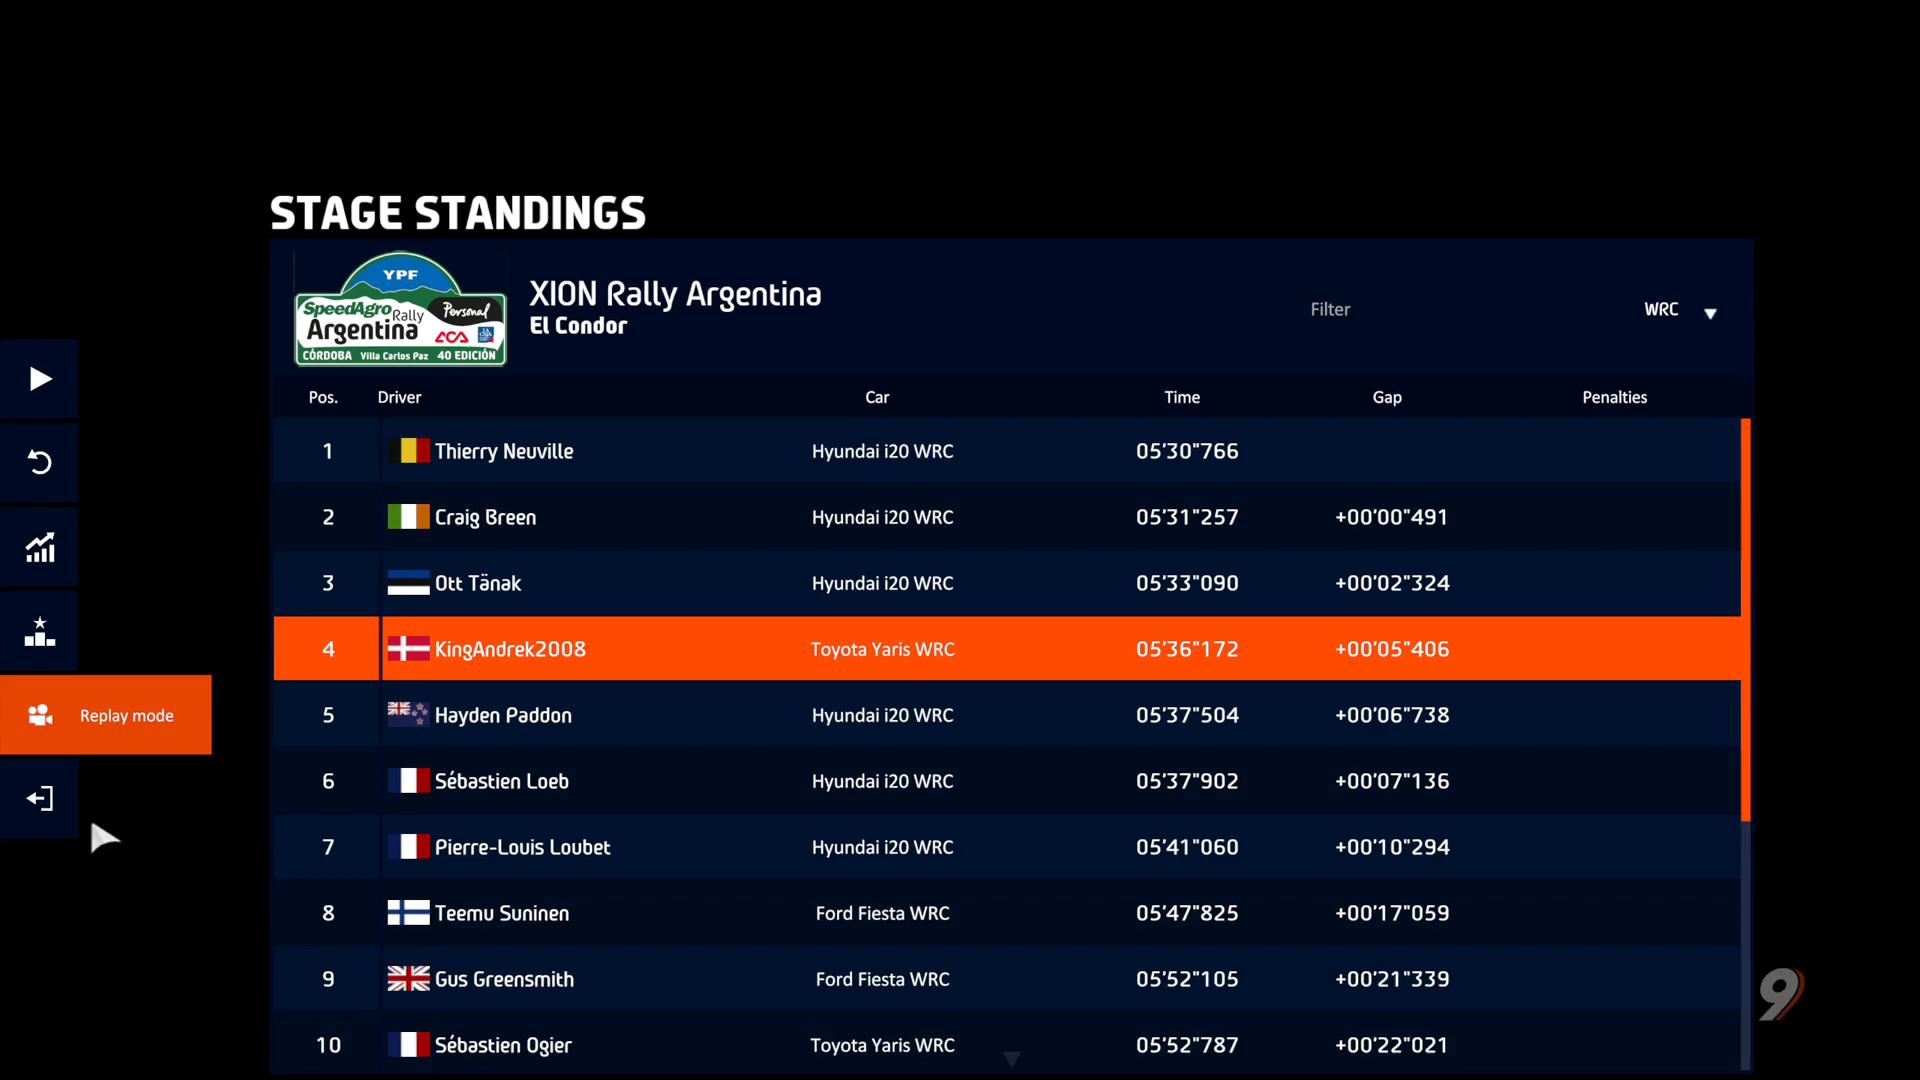 STAGE STANDINGS
YPF
SpeedAgro Rally Personal
Argentina ACA
CÓRDOBA Villa Carlos Paz 40 EDICIÓN
XION Rally Argentina
El Condor
Filter WRC
Pos. Driver Car Time Gap Penalties
1 Thierry Neuville Hyundai i20 WRC 05'30"766
2 Craig Breen Hyundai i20 WRC 05'31"257 +00'00"491
3 Ott Tänak Hyundai i20 WRC 05'33"090 +00'02"324
4 KingAndrek2008 Toyota Yaris WRC 05'36"172 +00'05"406
Replay mode
5 Hayden Paddon Hyundai i20 WRC 05'37"504 +00'06"738
6 Sébastien Loeb Hyundai i20 WRC 05'37"902 +00'07"136
7 Pierre-Louis Loubet Hyundai i20 WRC 05'41"060 +00'10"294
8 Teemu Suninen Ford Fiesta WRC 05'47"825 +00'17"059
9 Gus Greensmith Ford Fiesta WRC 05'52"105 +00'21"339
9
10 Sébastien Ogier Toyota Yaris WRC 05'52"787 +00'22"021